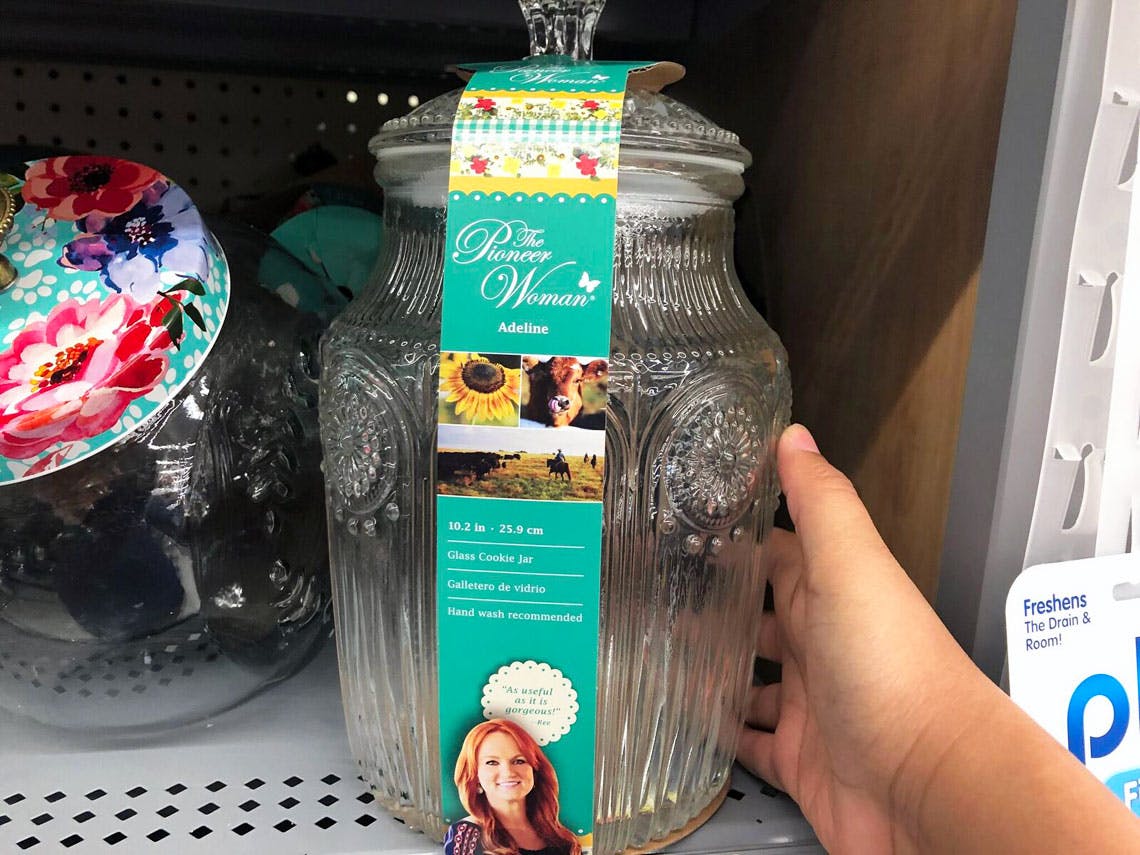 The
Pioneer
Woman®
The
Pioneer
Woman®
Adeline
10.2 in · 25.9 cm
Glass Cookie Jar
Galletero de vidrio
Hand wash recommended
"As useful
as it is
gorgeous!"
—Ree
Freshens
The Drain &
Room!